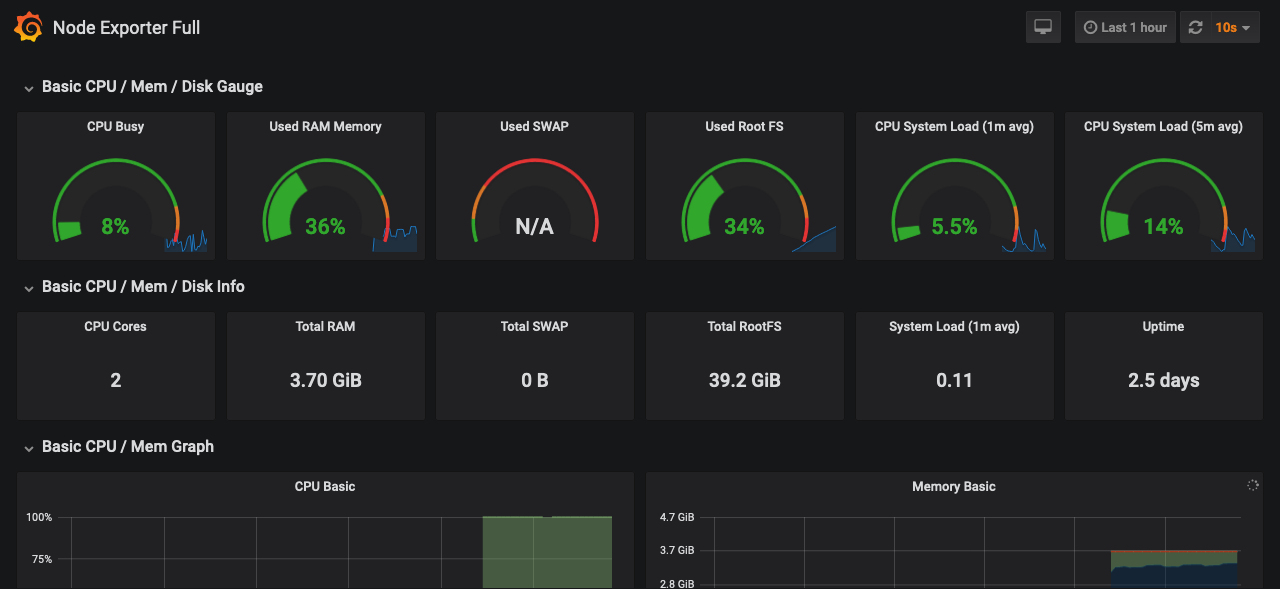 Node Exporter Full
Last 1 hour
10s
Basic CPU / Mem / Disk Gauge
CPU Busy
Used RAM Memory
Used SWAP
Used Root FS
CPU System Load (1m avg)
CPU System Load (5m avg)
8%
36%
N/A
34%
5.5%
14%
Basic CPU / Mem / Disk Info
CPU Cores
Total RAM
Total SWAP
Total RootFS
System Load (1m avg)
Uptime
2
3.70 GiB
0 B
39.2 GiB
0.11
2.5 days
Basic CPU / Mem Graph
CPU Basic
100%
75%
Memory Basic
4.7 GiB
3.7 GiB
2.8 GiB